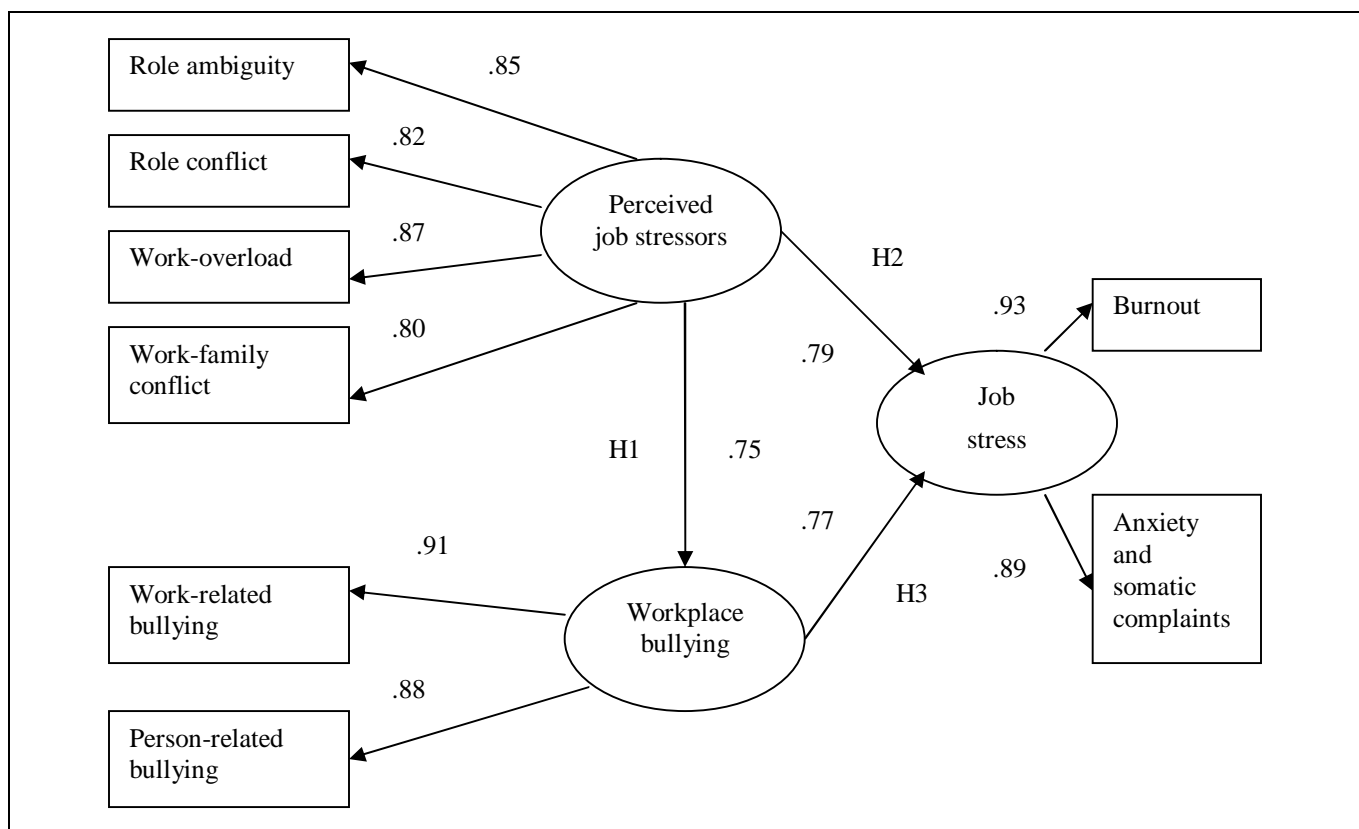 Role ambiguity
.85
Role conflict
.82
Work-overload
.87
Work-family
conflict
.80
Perceived
job stressors
H2
.79
.93
Burnout
Job
stress
H1
.75
.77
H3
.89
Anxiety
and
somatic
complaints
Work-related
bullying
.91
Workplace
bullying
Person-related
bullying
.88